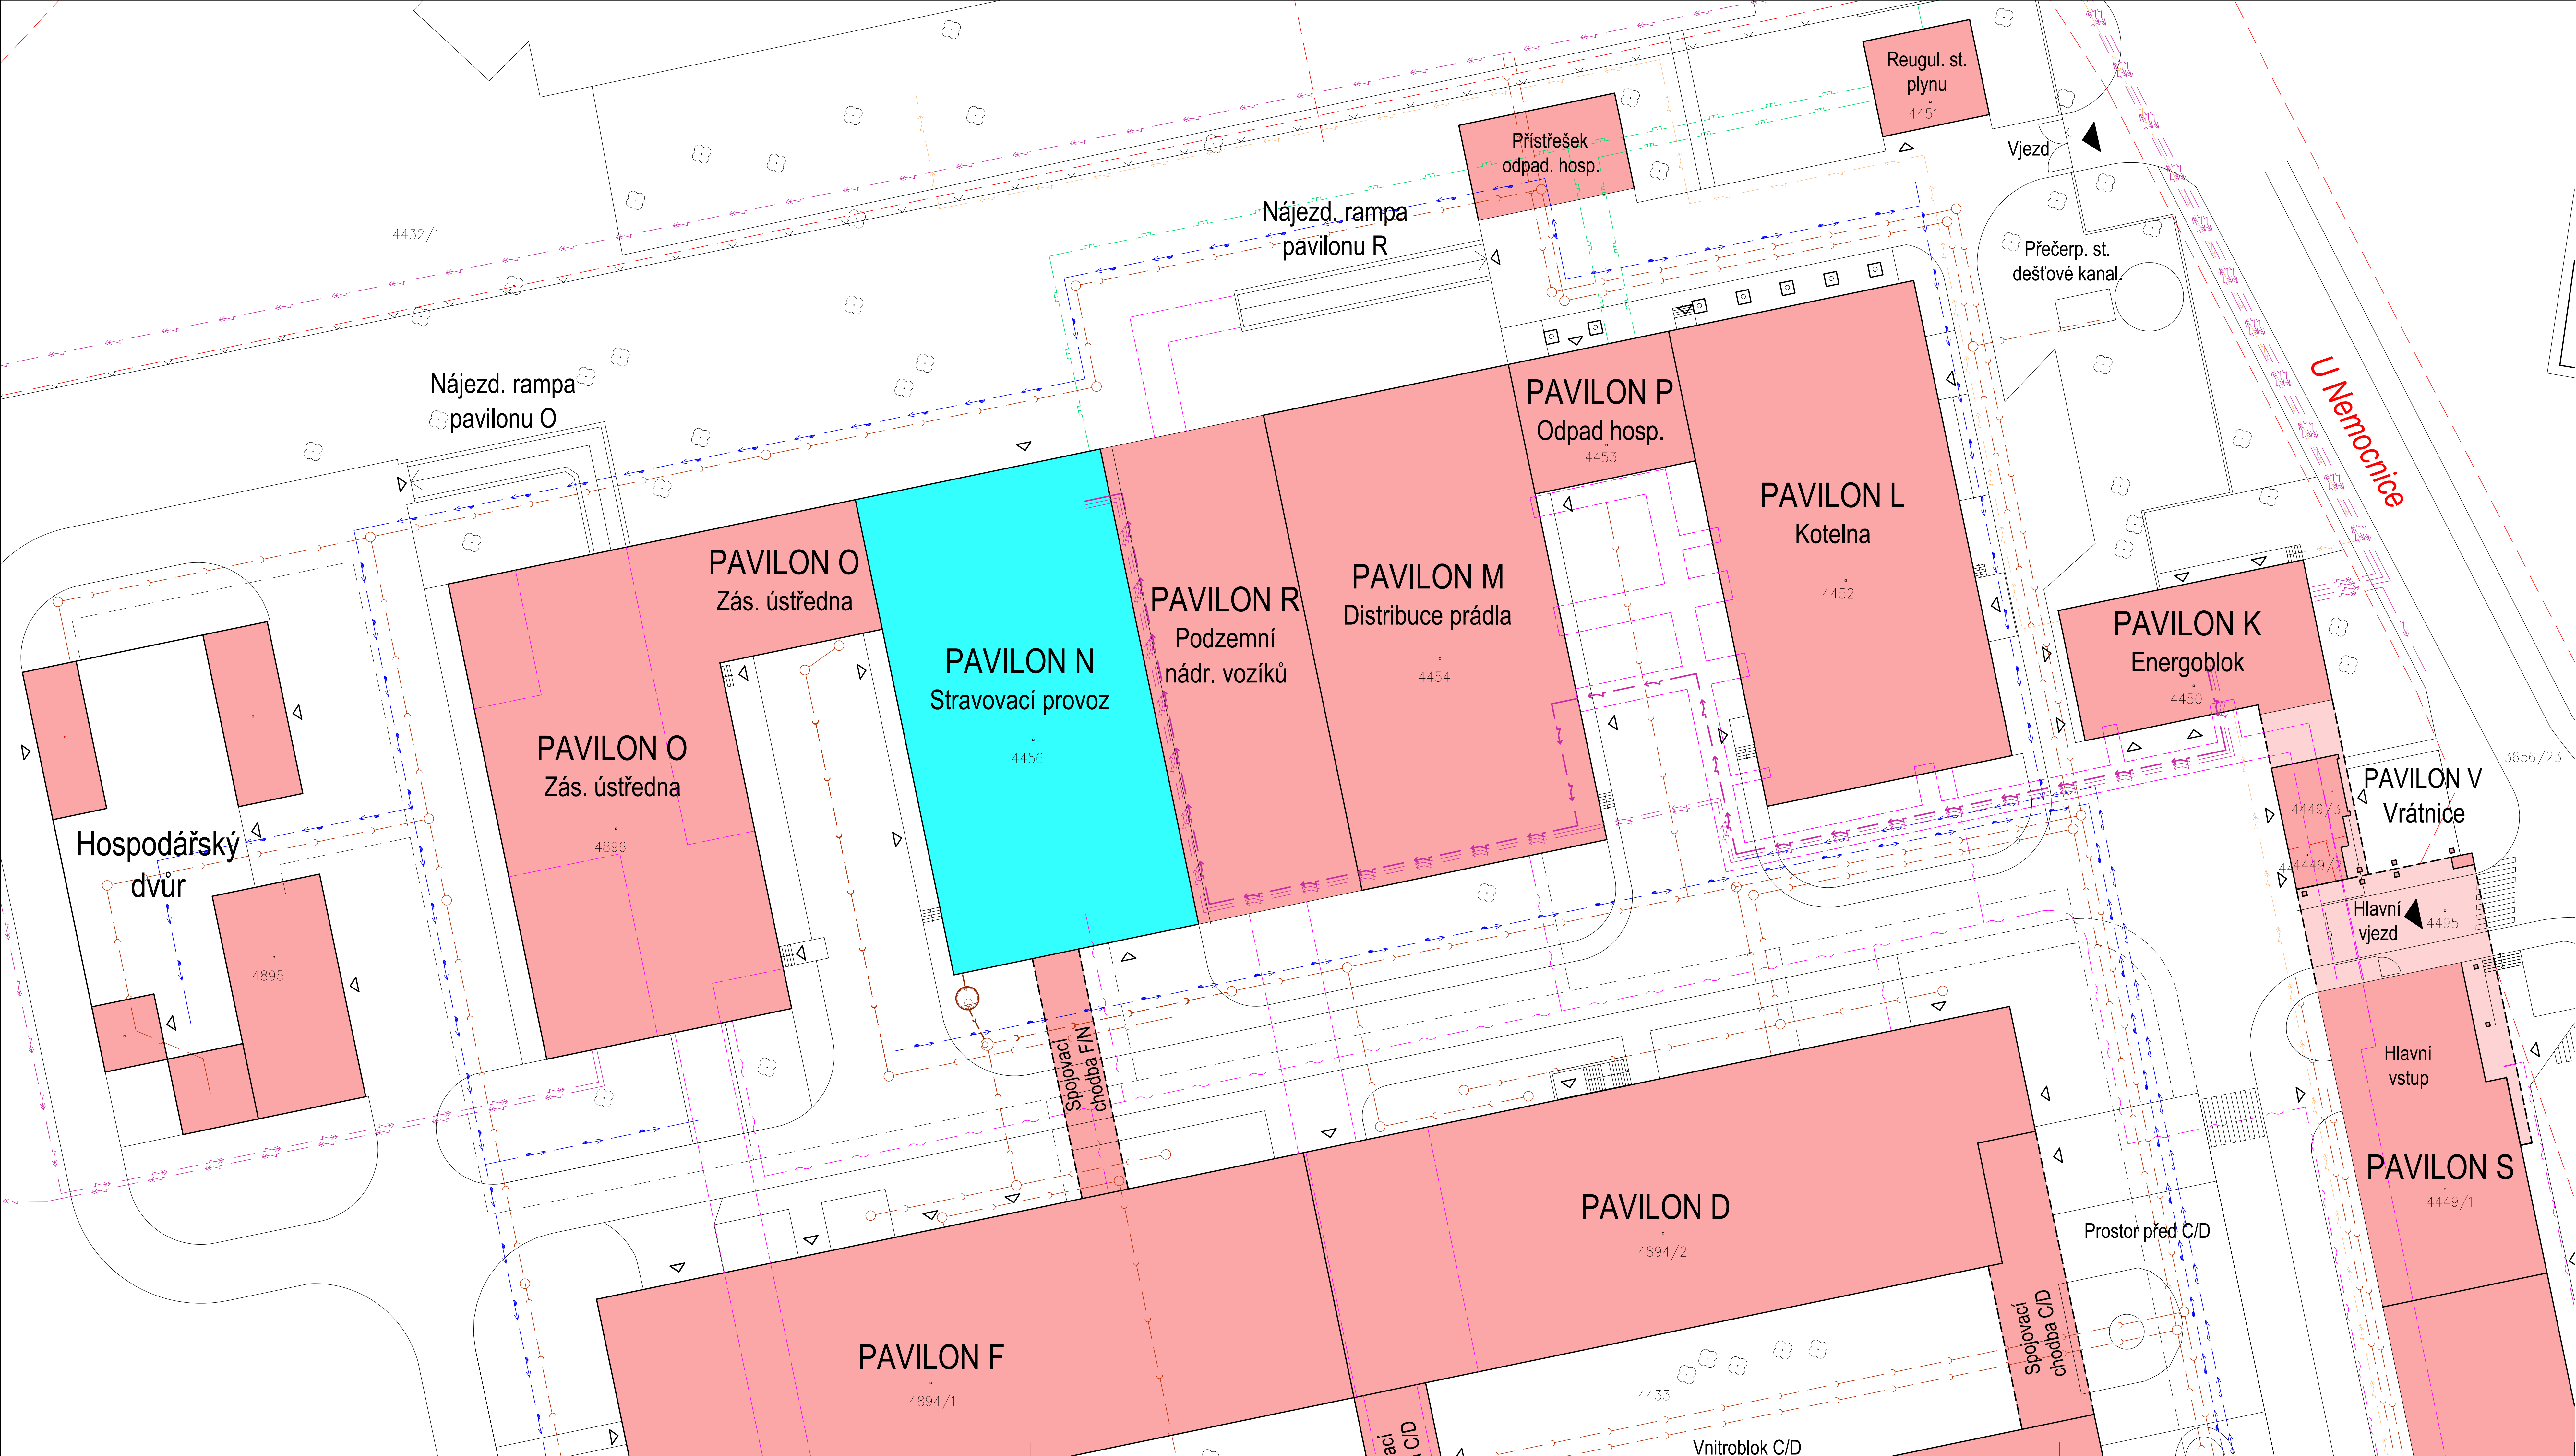 Reugul. st.
plynu
4451
Přístřešek
odpad. hosp.
Vjezd
4432/1
Nájezd. rampa
pavilonu R
Přečerp. st.
dešťové kanal.
Nájezd. rampa
pavilonu O
U Nemocnice
PAVILON P
Odpad hosp.
4453
PAVILON L
Kotelna
4452
PAVILON O
Zás. ústředna
PAVILON M
Distribuce prádla
4454
PAVILON R
Podzemní
nádr. vozíků
PAVILON K
Energoblok
4450
PAVILON N
Stravovací provoz
4456
PAVILON O
Zás. ústředna
4896
3656/23
PAVILON V
Vrátnice
4449/3
4449/2
Hospodářský
dvůr
Hlavní
vjezd
4495
4895
Spojovací
chodba F/N
Hlavní
vstup
PAVILON S
4449/1
PAVILON D
4894/2
Prostor před C/D
Spojovací
chodba C/D
PAVILON F
4894/1
4433
ací
C/D
Vnitroblok C/D